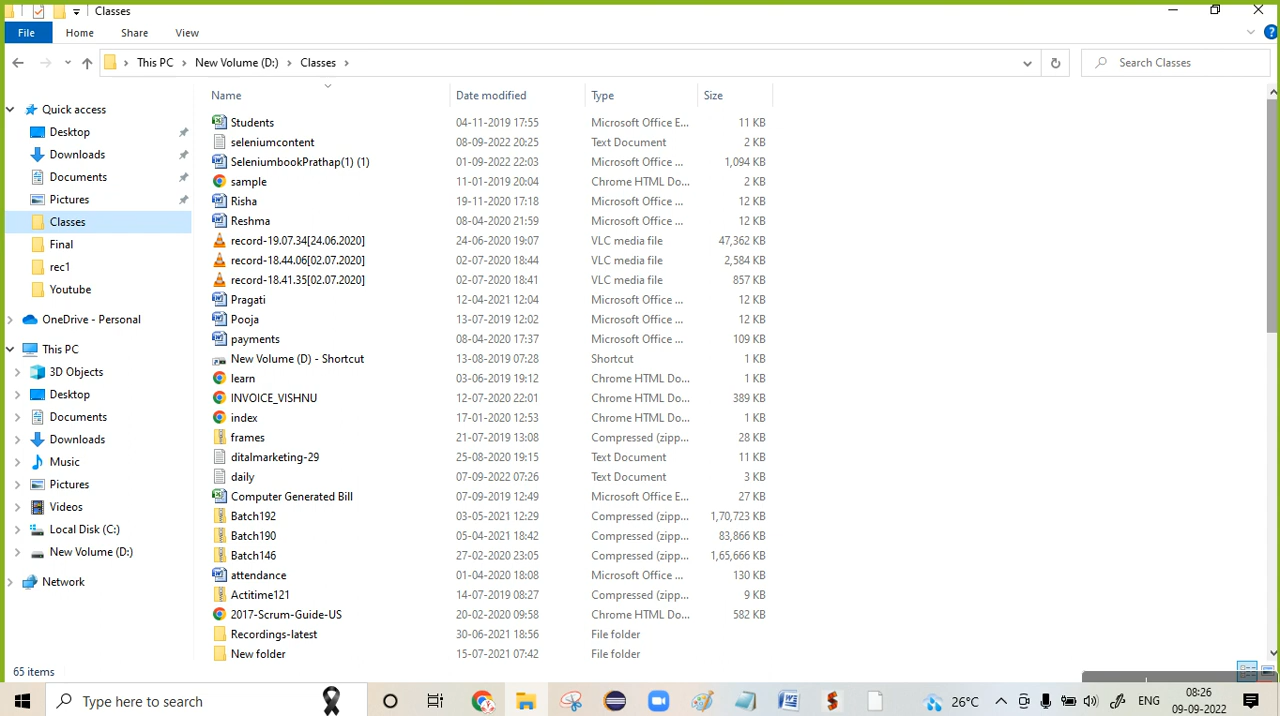 Classes
File Home Share View
This PC New Volume (D:) Classes Search Classes
Name Date modified Type Size
Quick access
Desktop
Downloads
Documents
Pictures
Classes
Final
rec1
Youtube
OneDrive - Personal
This PC
3D Objects
Desktop
Documents
Downloads
Music
Pictures
Videos
Local Disk (C:)
New Volume (D:)
Network
Students 04-11-2019 17:55 Microsoft Office E... 11 KB
seleniumcontent 08-09-2022 20:25 Text Document 2 KB
SeleniumbookPrathap(1) (1) 01-09-2022 22:03 Microsoft Office ... 1,094 KB
sample 11-01-2019 20:04 Chrome HTML Do... 2 KB
Risha 19-11-2020 17:18 Microsoft Office ... 12 KB
Reshma 08-04-2020 21:59 Microsoft Office ... 12 KB
record-19.07.34[24.06.2020] 24-06-2020 19:07 VLC media file 47,362 KB
record-18.44.06[02.07.2020] 02-07-2020 18:44 VLC media file 2,584 KB
record-18.41.35[02.07.2020] 02-07-2020 18:41 VLC media file 857 KB
Pragati 12-04-2021 12:04 Microsoft Office ... 12 KB
Pooja 13-07-2019 12:02 Microsoft Office ... 12 KB
payments 08-04-2020 17:37 Microsoft Office ... 109 KB
New Volume (D) - Shortcut 13-08-2019 07:28 Shortcut 1 KB
learn 03-06-2019 19:12 Chrome HTML Do... 1 KB
INVOICE_VISHNU 12-07-2020 22:01 Chrome HTML Do... 389 KB
index 17-01-2020 12:53 Chrome HTML Do... 1 KB
frames 21-07-2019 13:08 Compressed (zipp... 28 KB
ditalmarketing-29 25-08-2020 19:15 Text Document 11 KB
daily 07-09-2022 07:26 Text Document 3 KB
Computer Generated Bill 07-09-2019 12:49 Microsoft Office E... 27 KB
Batch192 03-05-2021 12:29 Compressed (zipp... 1,70,723 KB
Batch190 05-04-2021 18:42 Compressed (zipp... 83,866 KB
Batch146 27-02-2020 23:05 Compressed (zipp... 1,65,666 KB
attendance 01-04-2020 18:08 Microsoft Office ... 130 KB
Actitime121 14-07-2019 08:27 Compressed (zipp... 9 KB
2017-Scrum-Guide-US 20-02-2020 09:58 Chrome HTML Do... 582 KB
Recordings-latest 30-06-2021 18:56 File folder
New folder 15-07-2021 07:42 File folder
65 items
Type here to search 26°C ENG 08:26
09-09-2022